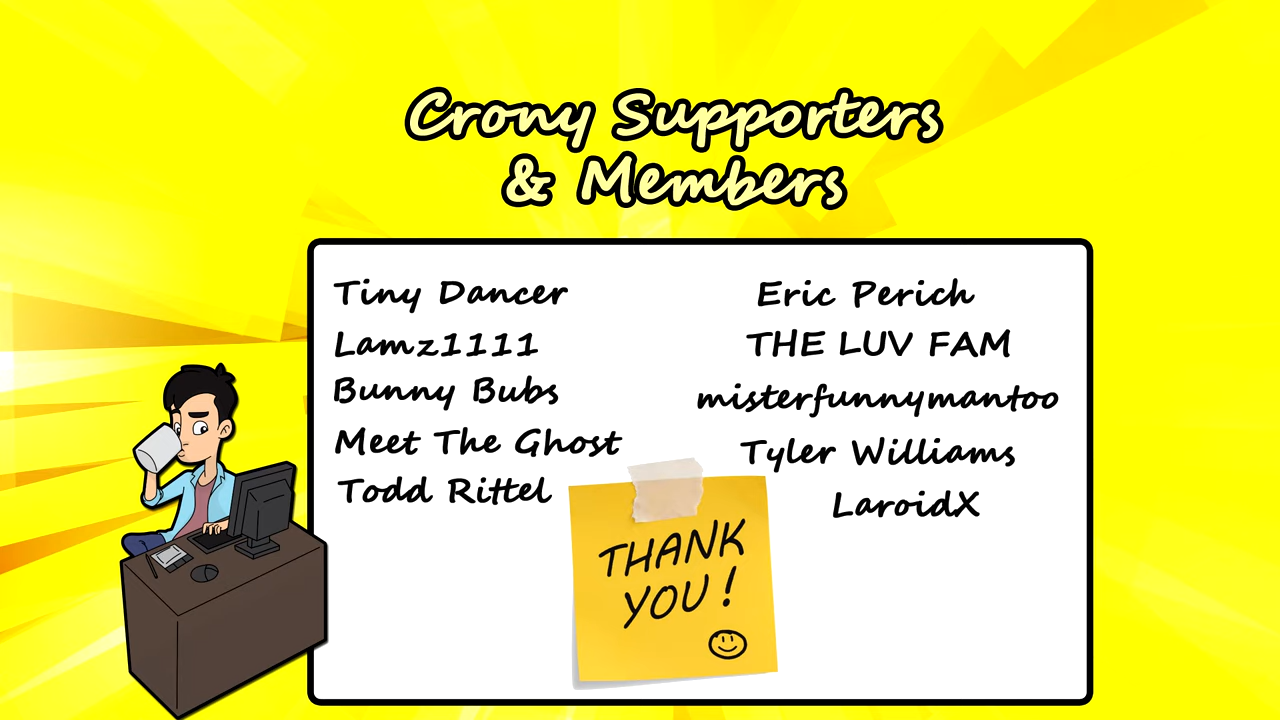 Crony Supporters
& Members
Tiny Dancer
Lamz1111
Bunny Bubs
Meet The Ghost
Todd Rittel
Eric Perich
THE LUV FAM
misterfunnymantoo
Tyler Williams
LaroidX
THANK
YOU!